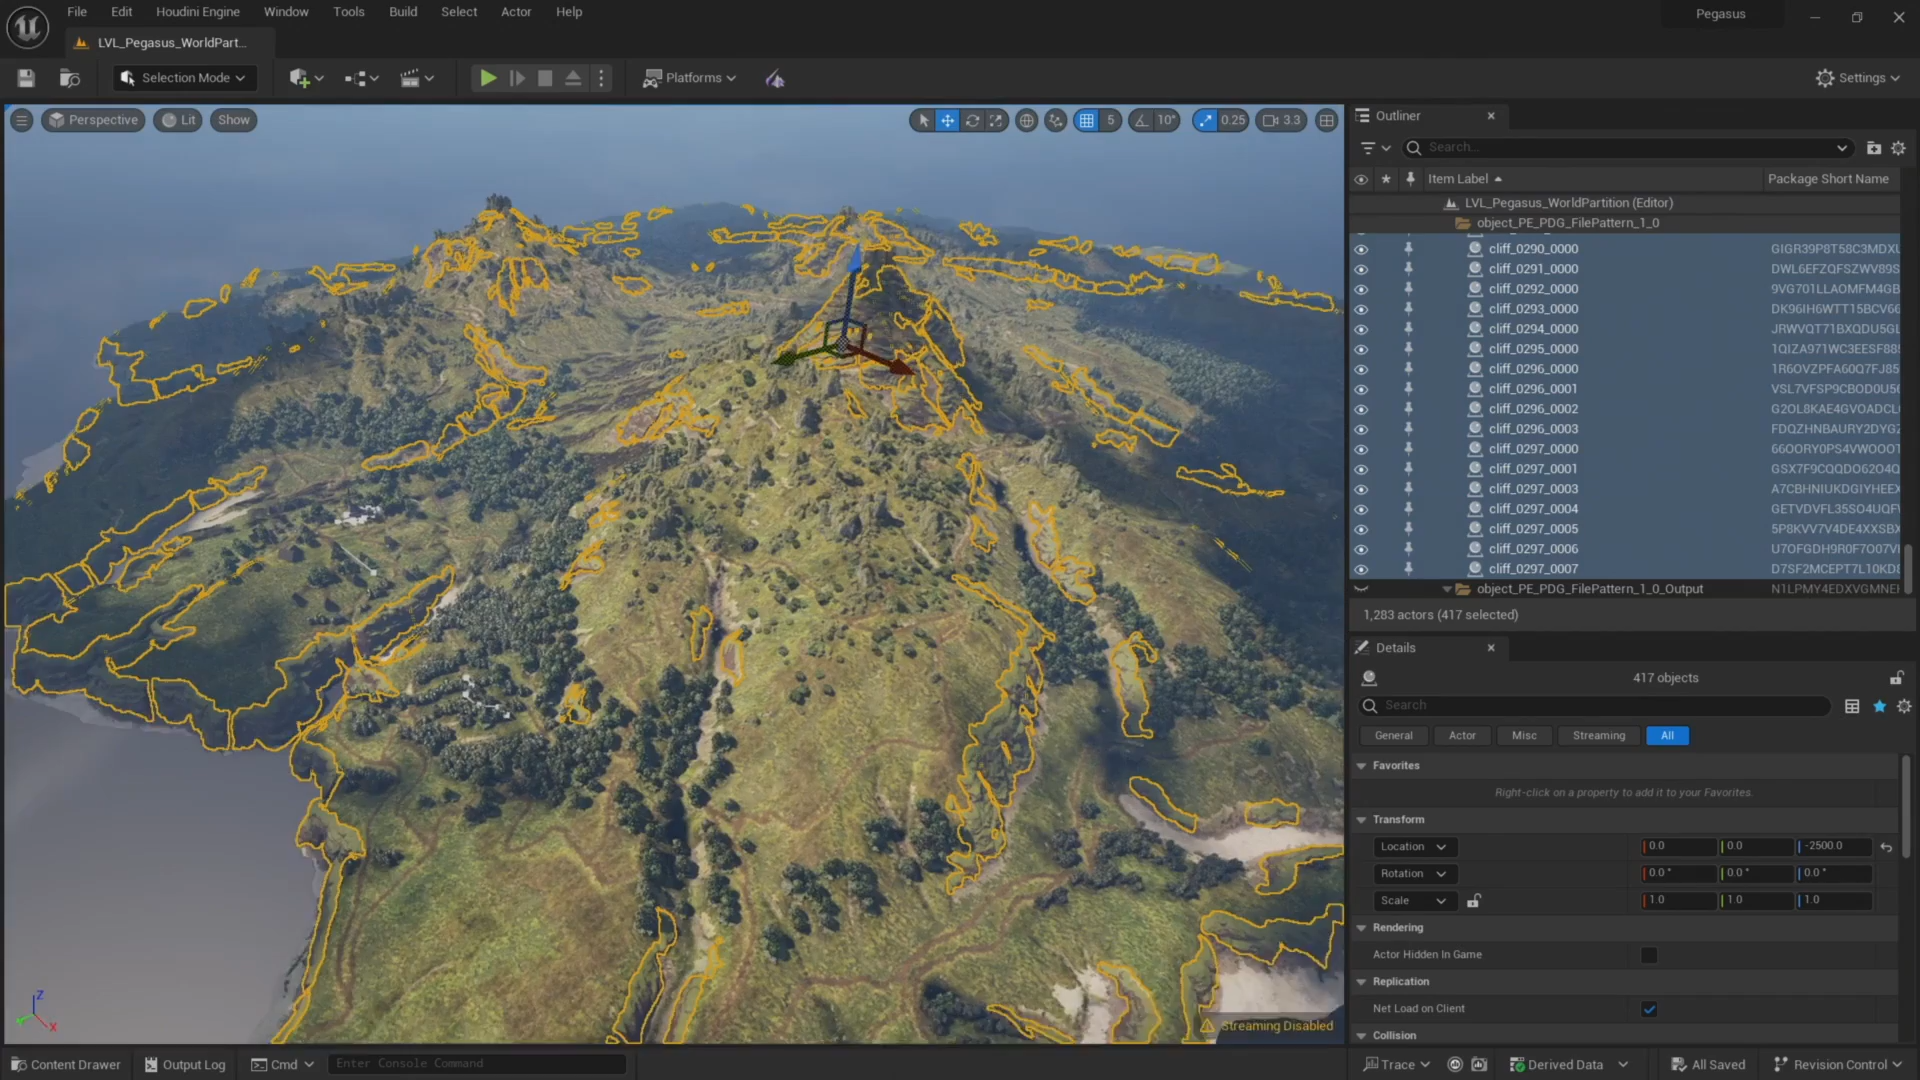 File Edit Houdini Engine Window Tools Build Select Actor Help
Pegasus
LVL_Pegasus_WorldPart...
Selection Mode
Platforms
Settings
Perspective Lit Show
5 10° 0.25 3.3
Outliner
Search...
Item Label Package Short Name
LVL_Pegasus_WorldPartition (Editor)
object_PE_PDG_FilePattern_1_0
cliff_0290_0000
cliff_0291_0000
cliff_0292_0000
cliff_0293_0000
cliff_0294_0000
cliff_0295_0000
cliff_0296_0000
cliff_0296_0001
cliff_0296_0002
cliff_0296_0003
cliff_0297_0000
cliff_0297_0001
cliff_0297_0003
cliff_0297_0004
cliff_0297_0005
cliff_0297_0006
cliff_0297_0007
object_PE_PDG_FilePattern_1_0_Output
1,283 actors (417 selected)
Details
417 objects
Search
General Actor Misc Streaming All
Favorites
Right-click on a property to add it to your Favorites.
Transform
Location 0.0 0.0 -2500.0
Rotation 0.0° 0.0° 0.0°
Scale 1.0 1.0 1.0
Rendering
Actor Hidden In Game
Replication
Net Load on Client
Collision
Z
X
Streaming Disabled
Content Drawer Output Log Cmd Enter Console Command
Trace Derived Data All Saved Revision Control